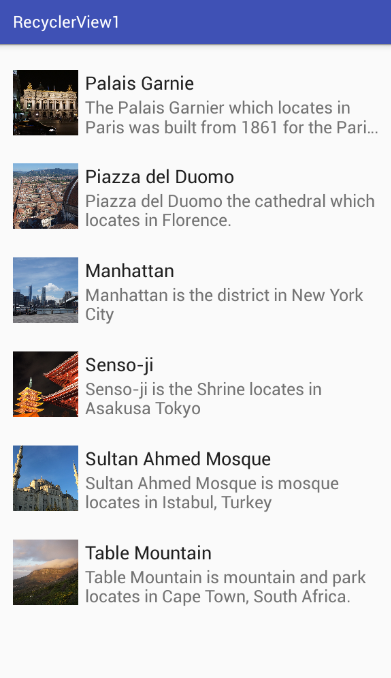 RecyclerView1
Palais Garnie
The Palais Garnier which locates in
Paris was built from 1861 for the Pari...
Piazza del Duomo
Piazza del Duomo the cathedral which
locates in Florence.
Manhattan
Manhattan is the district in New York
City
Senso-ji
Senso-ji is the Shrine locates in
Asakusa Tokyo
Sultan Ahmed Mosque
Sultan Ahmed Mosque is mosque
locates in Istabul, Turkey
Table Mountain
Table Mountain is mountain and park
locates in Cape Town, South Africa.